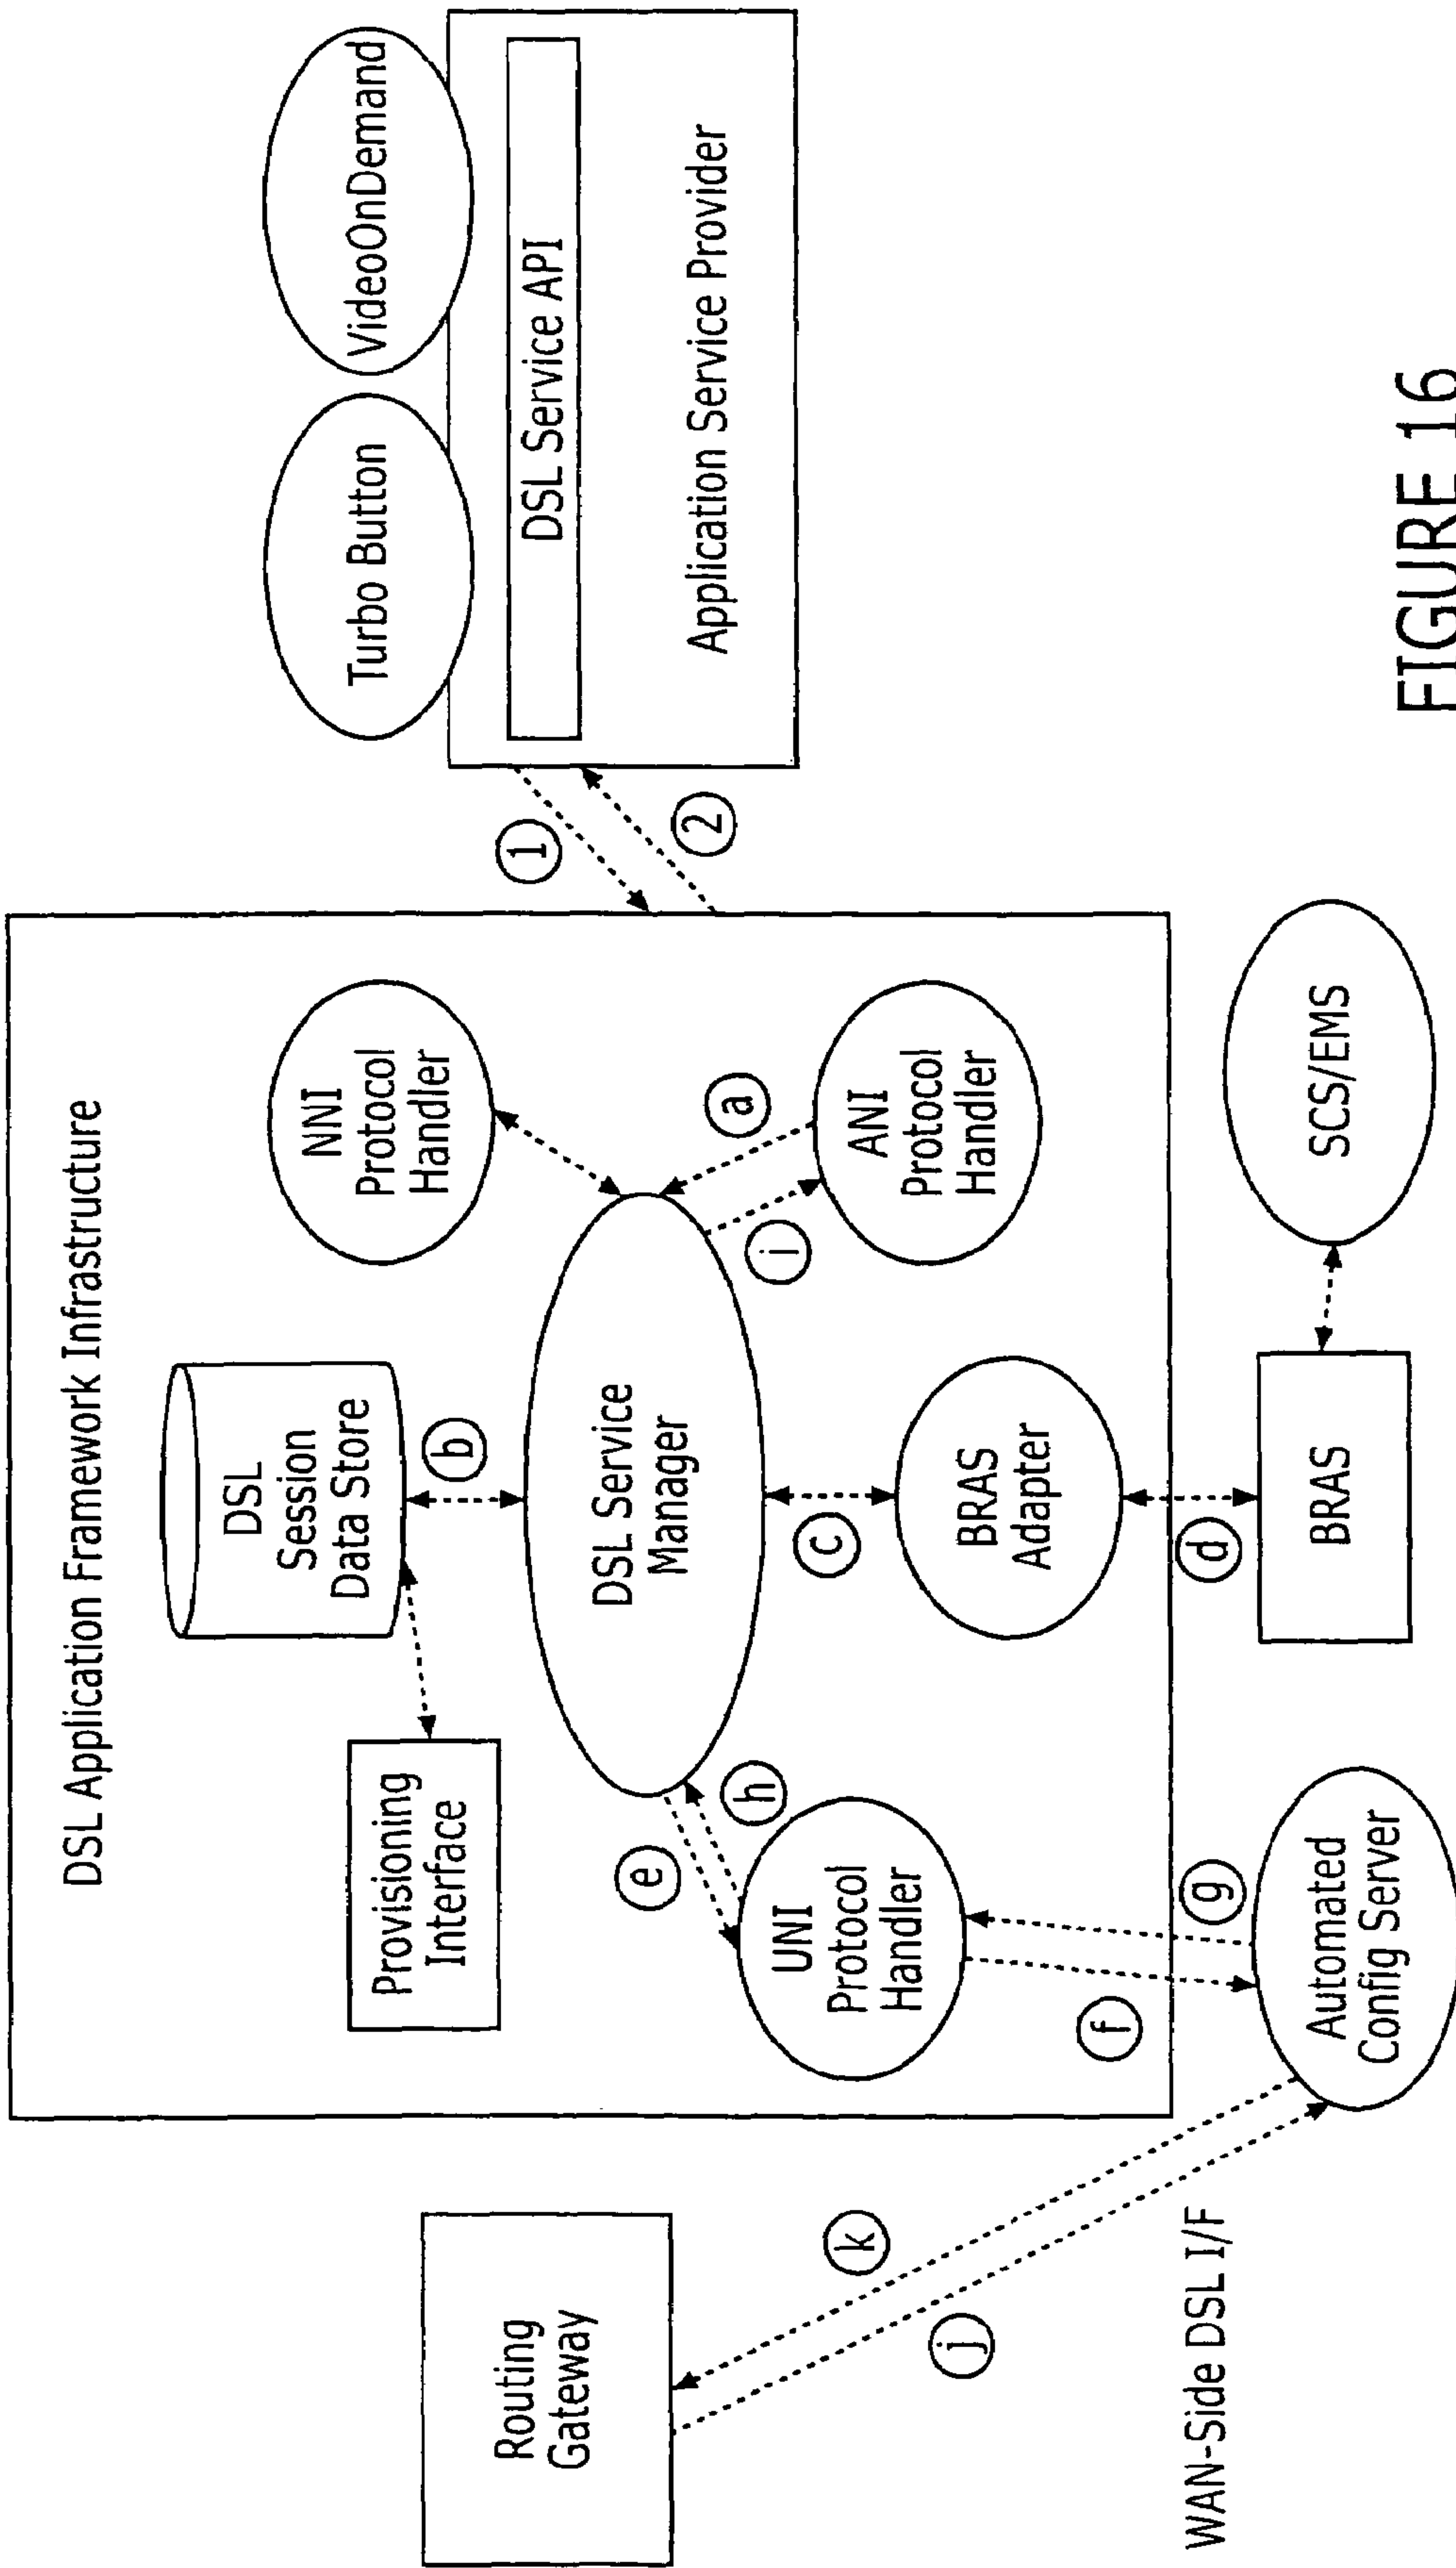 DSL Application Framework Infrastructure
Provisioning
Interface
DSL
Session
Data Store
NNI
Protocol
Handler
b
DSL Service
Manager
e
h
c
a
i
UNI
Protocol
Handler
BRAS
Adapter
ANI
Protocol
Handler
f
g
d
Routing
Gateway
k
j
WAN-Side DSL I/F
Automated
Config Server
BRAS
SCS/EMS
1
2
Turbo Button
VideoOnDemand
DSL Service API
Application Service Provider
FIGURE 16